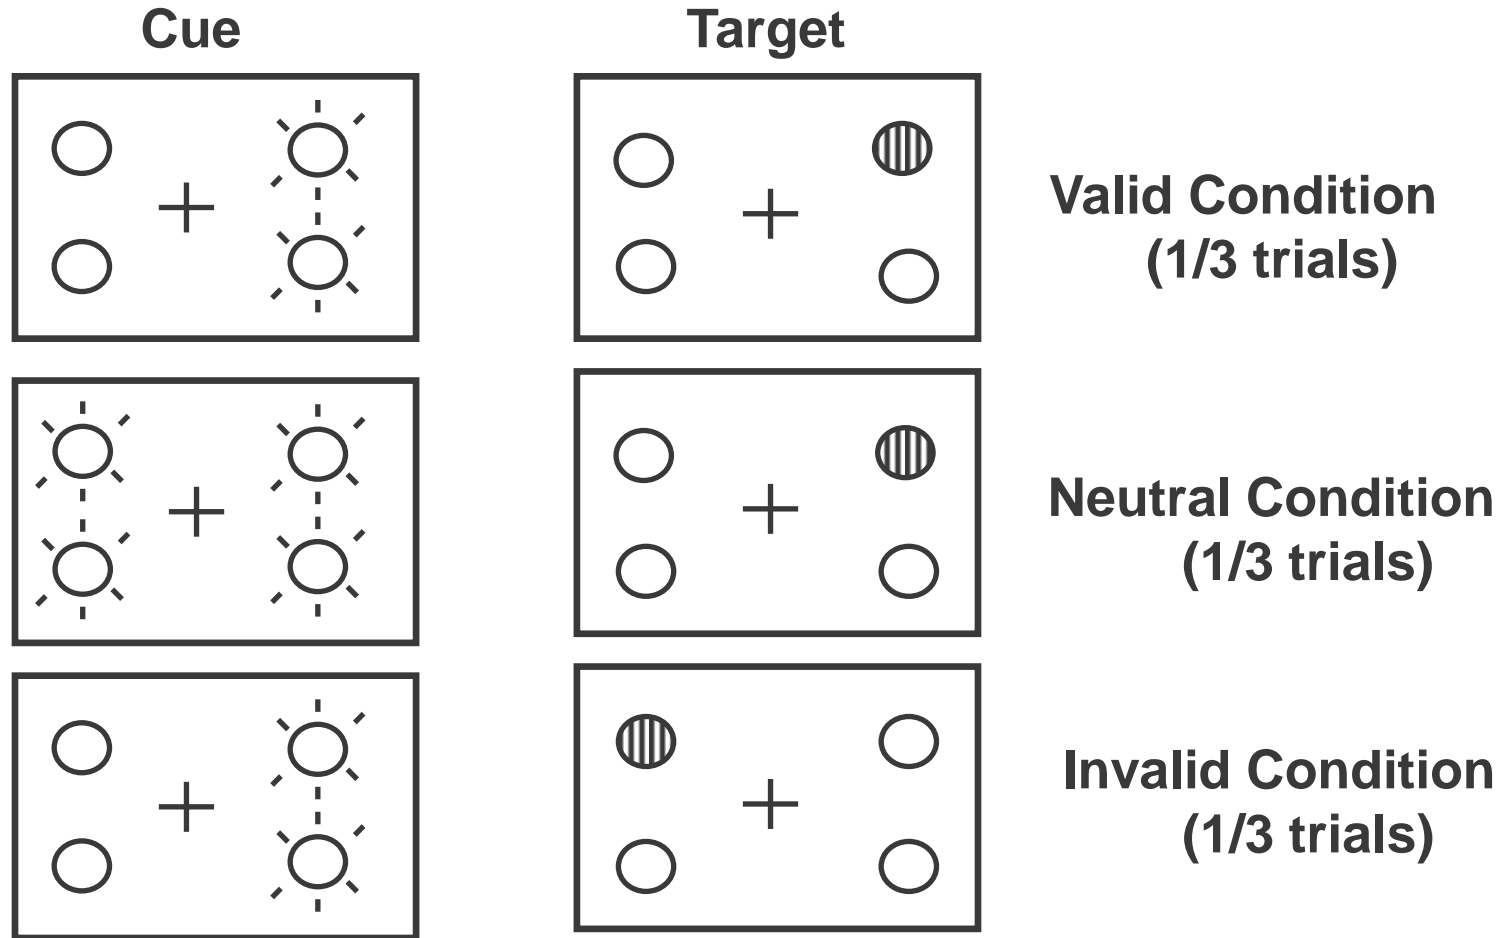 Cue
Target
Valid Condition
(1/3 trials)
Neutral Condition
(1/3 trials)
Invalid Condition
(1/3 trials)